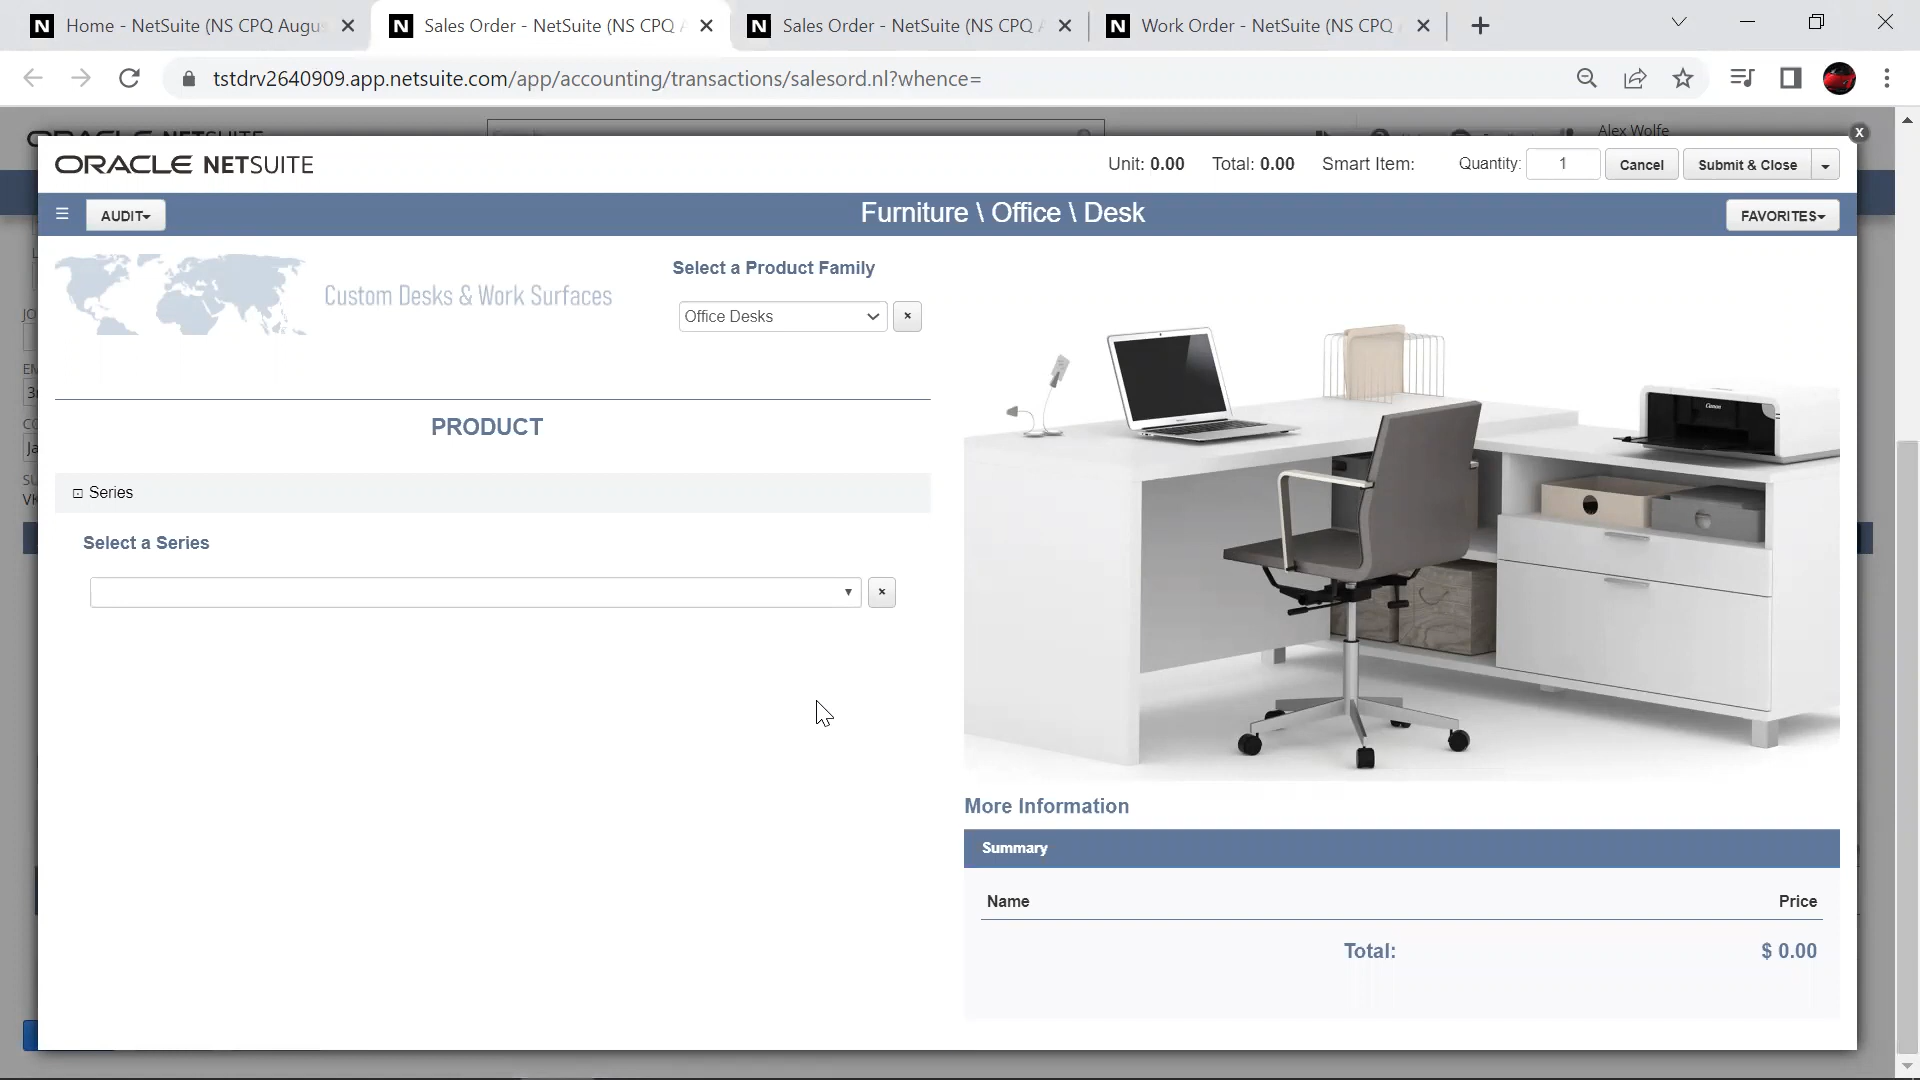 Home - NetSuite (NS CPQ Augus
Sales Order - NetSuite (NS CPQ
Sales Order - NetSuite (NS CPQ
Work Order - NetSuite (NS CPQ
tstdrv2640909.app.netsuite.com/app/accounting/transactions/salesord.nl?whence=
Alex Wolfe
ORACLE NETSUITE
Unit: 0.00
Total: 0.00
Smart Item:
Quantity: 1
Cancel
Submit & Close
AUDIT
Furniture \ Office \ Desk
FAVORITES
Custom Desks & Work Surfaces
Select a Product Family
Office Desks
PRODUCT
Series
Select a Series
Canon
More Information
Summary
Name
Price
Total:
$ 0.00